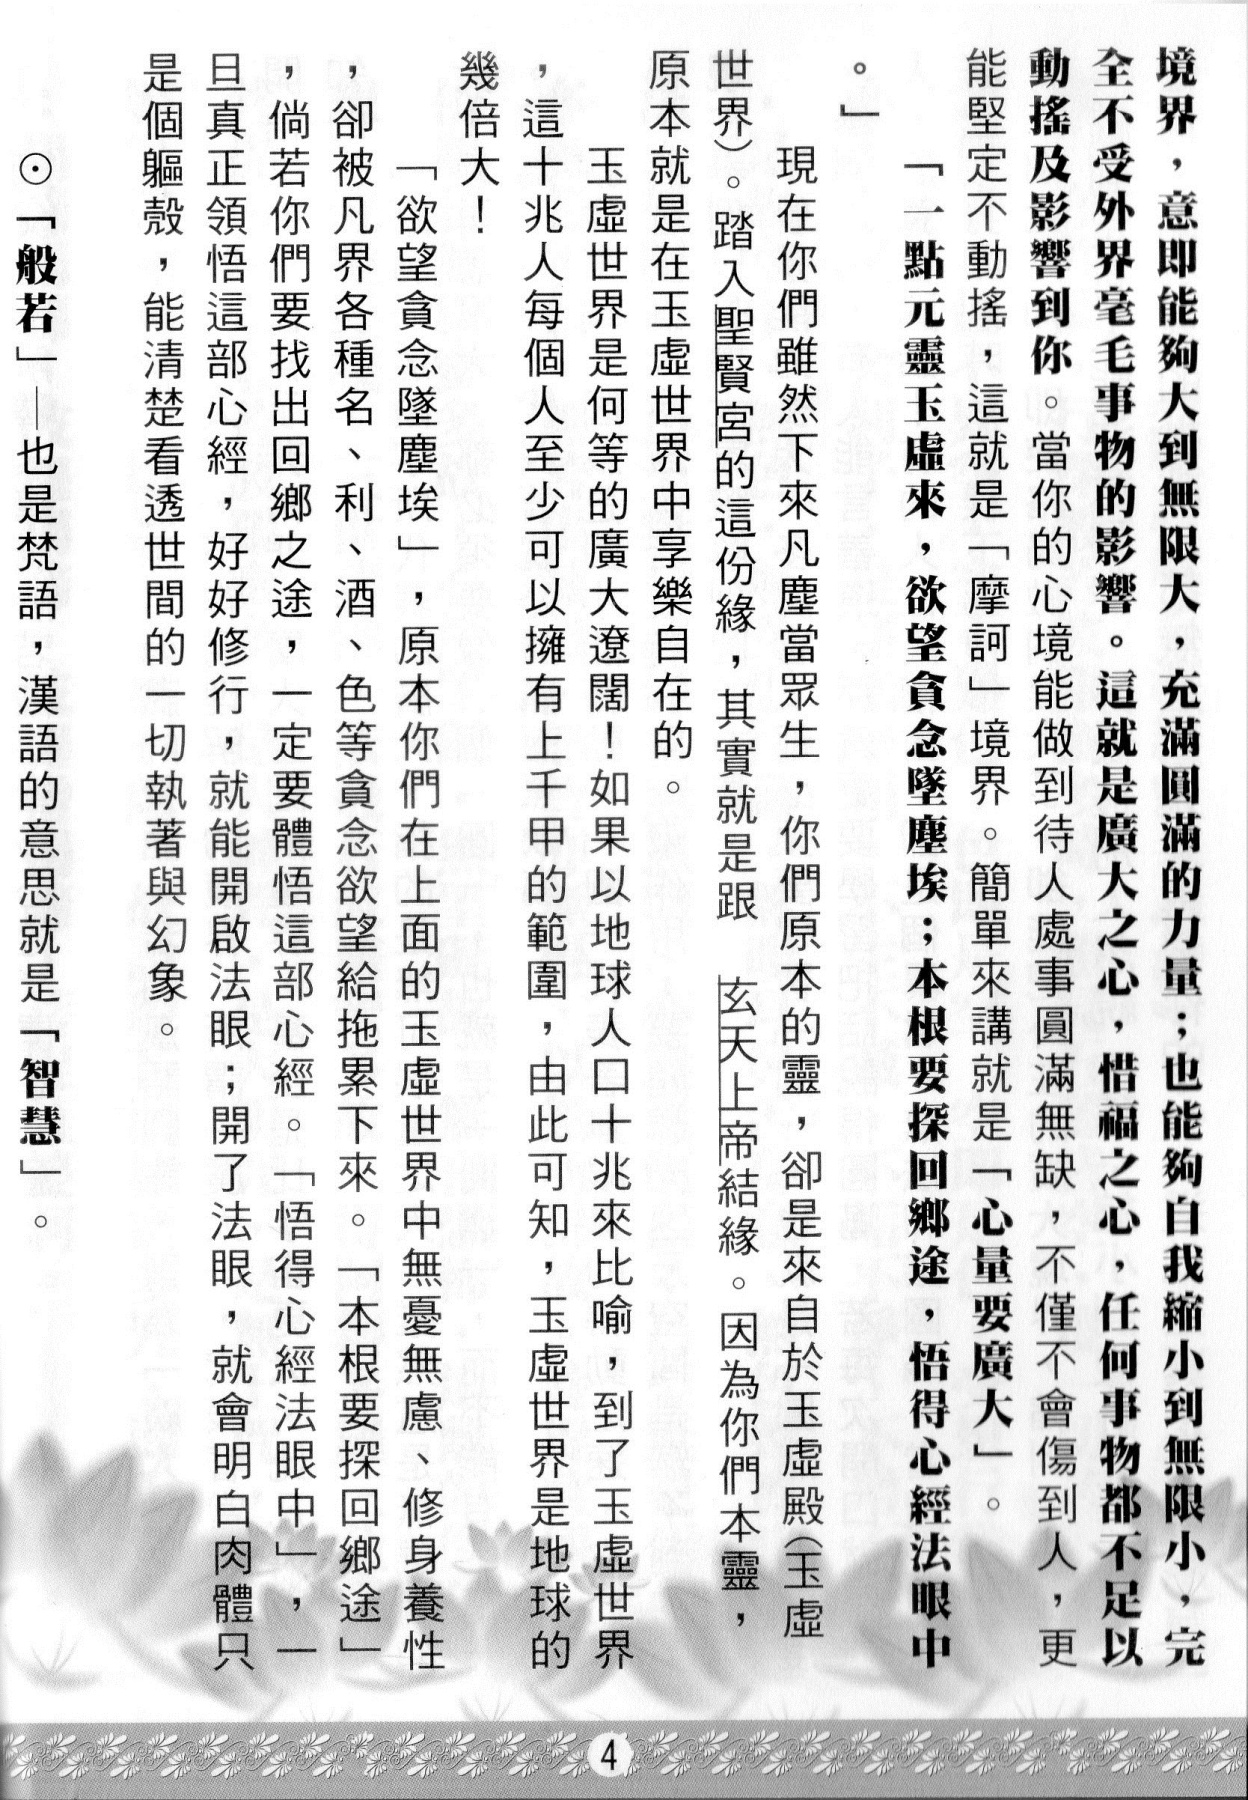 境界，意即能夠大到無限大，充滿圓滿的力量；也能夠自我縮小到無限小，完
全不受外界毫毛事物的影響。這就是廣大之心，惜福之心，任何事物都不足以
動搖及影響到你。當你的心境能做到待人處事圓滿無缺，不僅不會傷到人，更
能堅定不動搖，這就是「摩訶」境界。簡單來講就是「心量要廣大」。
「一點元靈玉虛來，欲望貪念墜塵埃；本根要探回鄉途，悟得心經法眼中
。」
現在你們雖然下來凡塵當眾生，你們原本的靈，卻是來自於玉虛殿（玉虛
世界）。踏入聖賢宮的這份緣，其實就是跟　玄天上帝結緣。因為你們本靈，
原本就是在玉虛世界中享樂自在的。
玉虛世界是何等的廣大遼闊！如果以地球人口十兆來比喻，到了玉虛世界
，這十兆人每個人至少可以擁有上千甲的範圍，由此可知，玉虛世界是地球的
幾倍大！
「欲望貪念墜塵埃」，原本你們在上面的玉虛世界中無憂無慮、修身養性
，卻被凡界各種名、利、酒、色等貪念欲望給拖累下來。「本根要探回鄉途」
，倘若你們要找出回鄉之途，一定要體悟這部心經。「悟得心經法眼中」，一
旦真正領悟這部心經，好好修行，就能開啟法眼；開了法眼，就會明白肉體只
是個軀殼，能清楚看透世間的一切執著與幻象。
⊙「般若」──也是梵語，漢語的意思就是「智慧」。
4